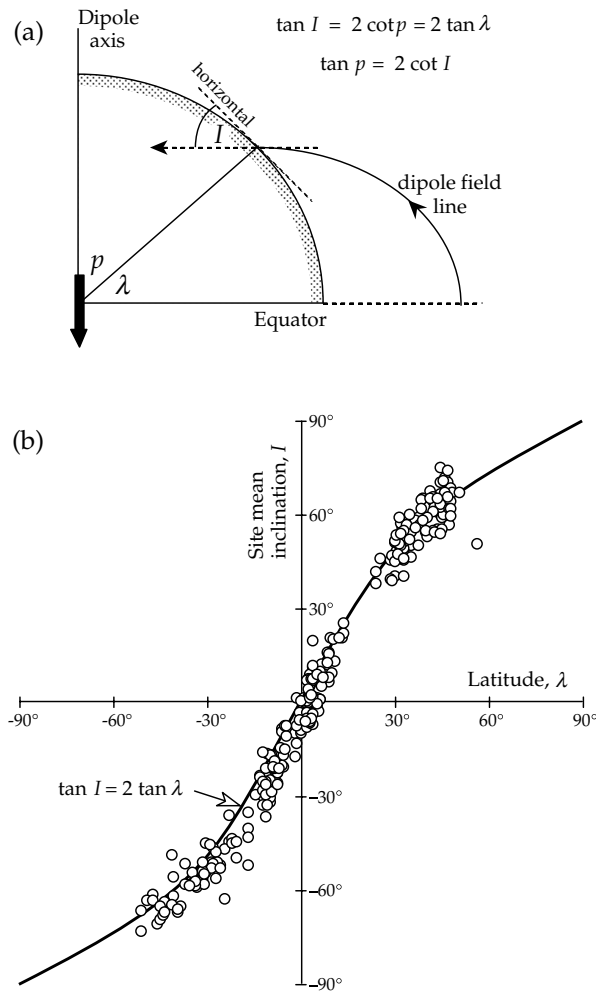 (a)
Dipole
axis
tan I = 2 cot p = 2 tan λ
tan p = 2 cot I
horizontal
I
dipole field
line
p
λ
Equator
(b)
90°
Site mean
inclination, I
60°
30°
Latitude, λ
-90°
-60°
-30°
30°
60°
90°
tan I = 2 tan λ
–30°
–60°
–90°